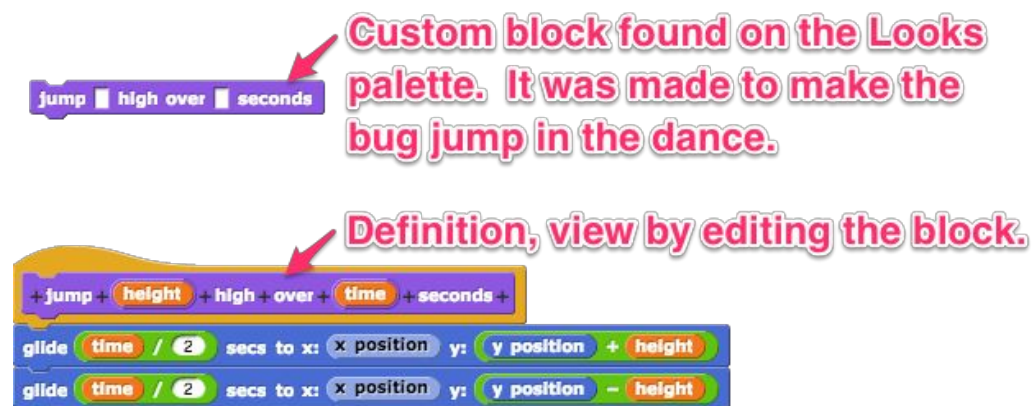 Custom block found on the Looks
palette. It was made to make the
bug jump in the dance.
jump high over seconds
Definition, view by editing the block.
+jump+ height +high+over+ time +seconds+
glide time / 2 secs to x: x position y: y position + height
glide time / 2 secs to x: x position y: y position - height